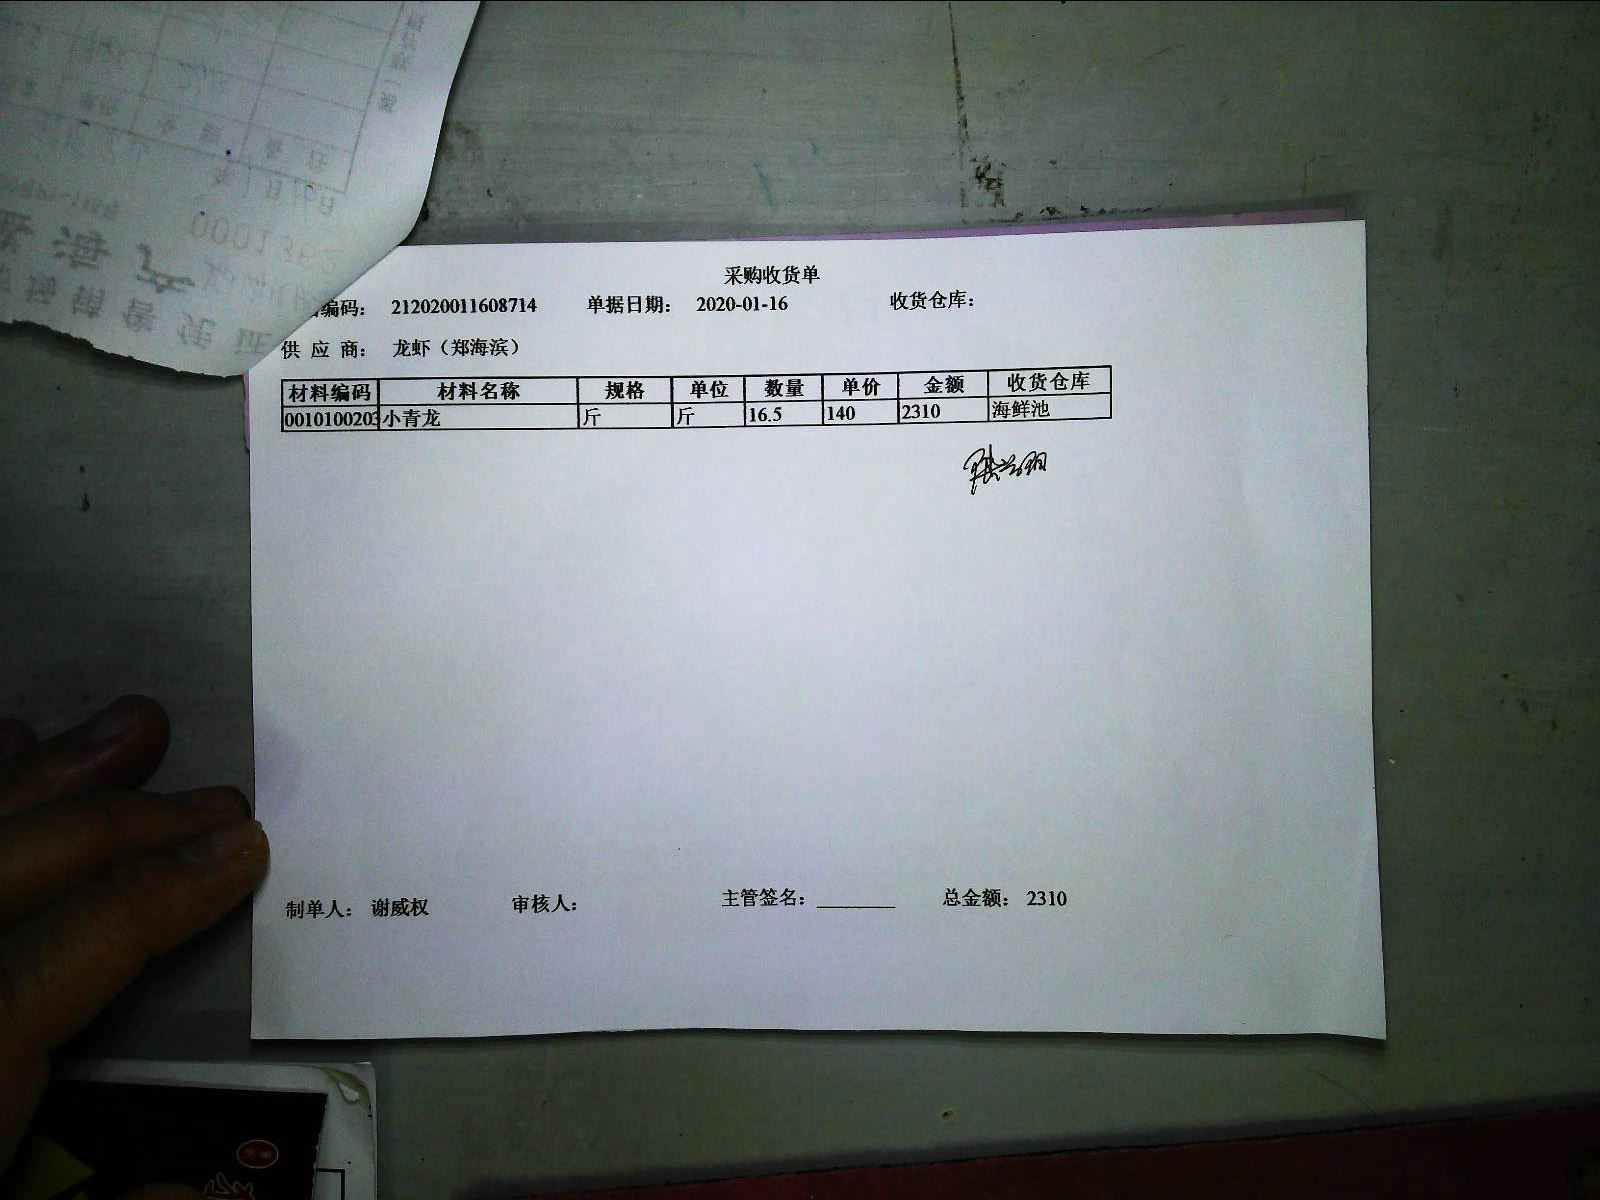 采购收货单
编码： 212020011608714 单据日期： 2020-01-16 收货仓库：
供 应 商： 龙虾（郑海滨）
材料编码 材料名称 规格 单位 数量 单价 金额 收货仓库
0010100203 小青龙 斤 斤 16.5 140 2310 海鲜池
制单人： 谢威权 审核人： 主管签名：________ 总金额： 2310